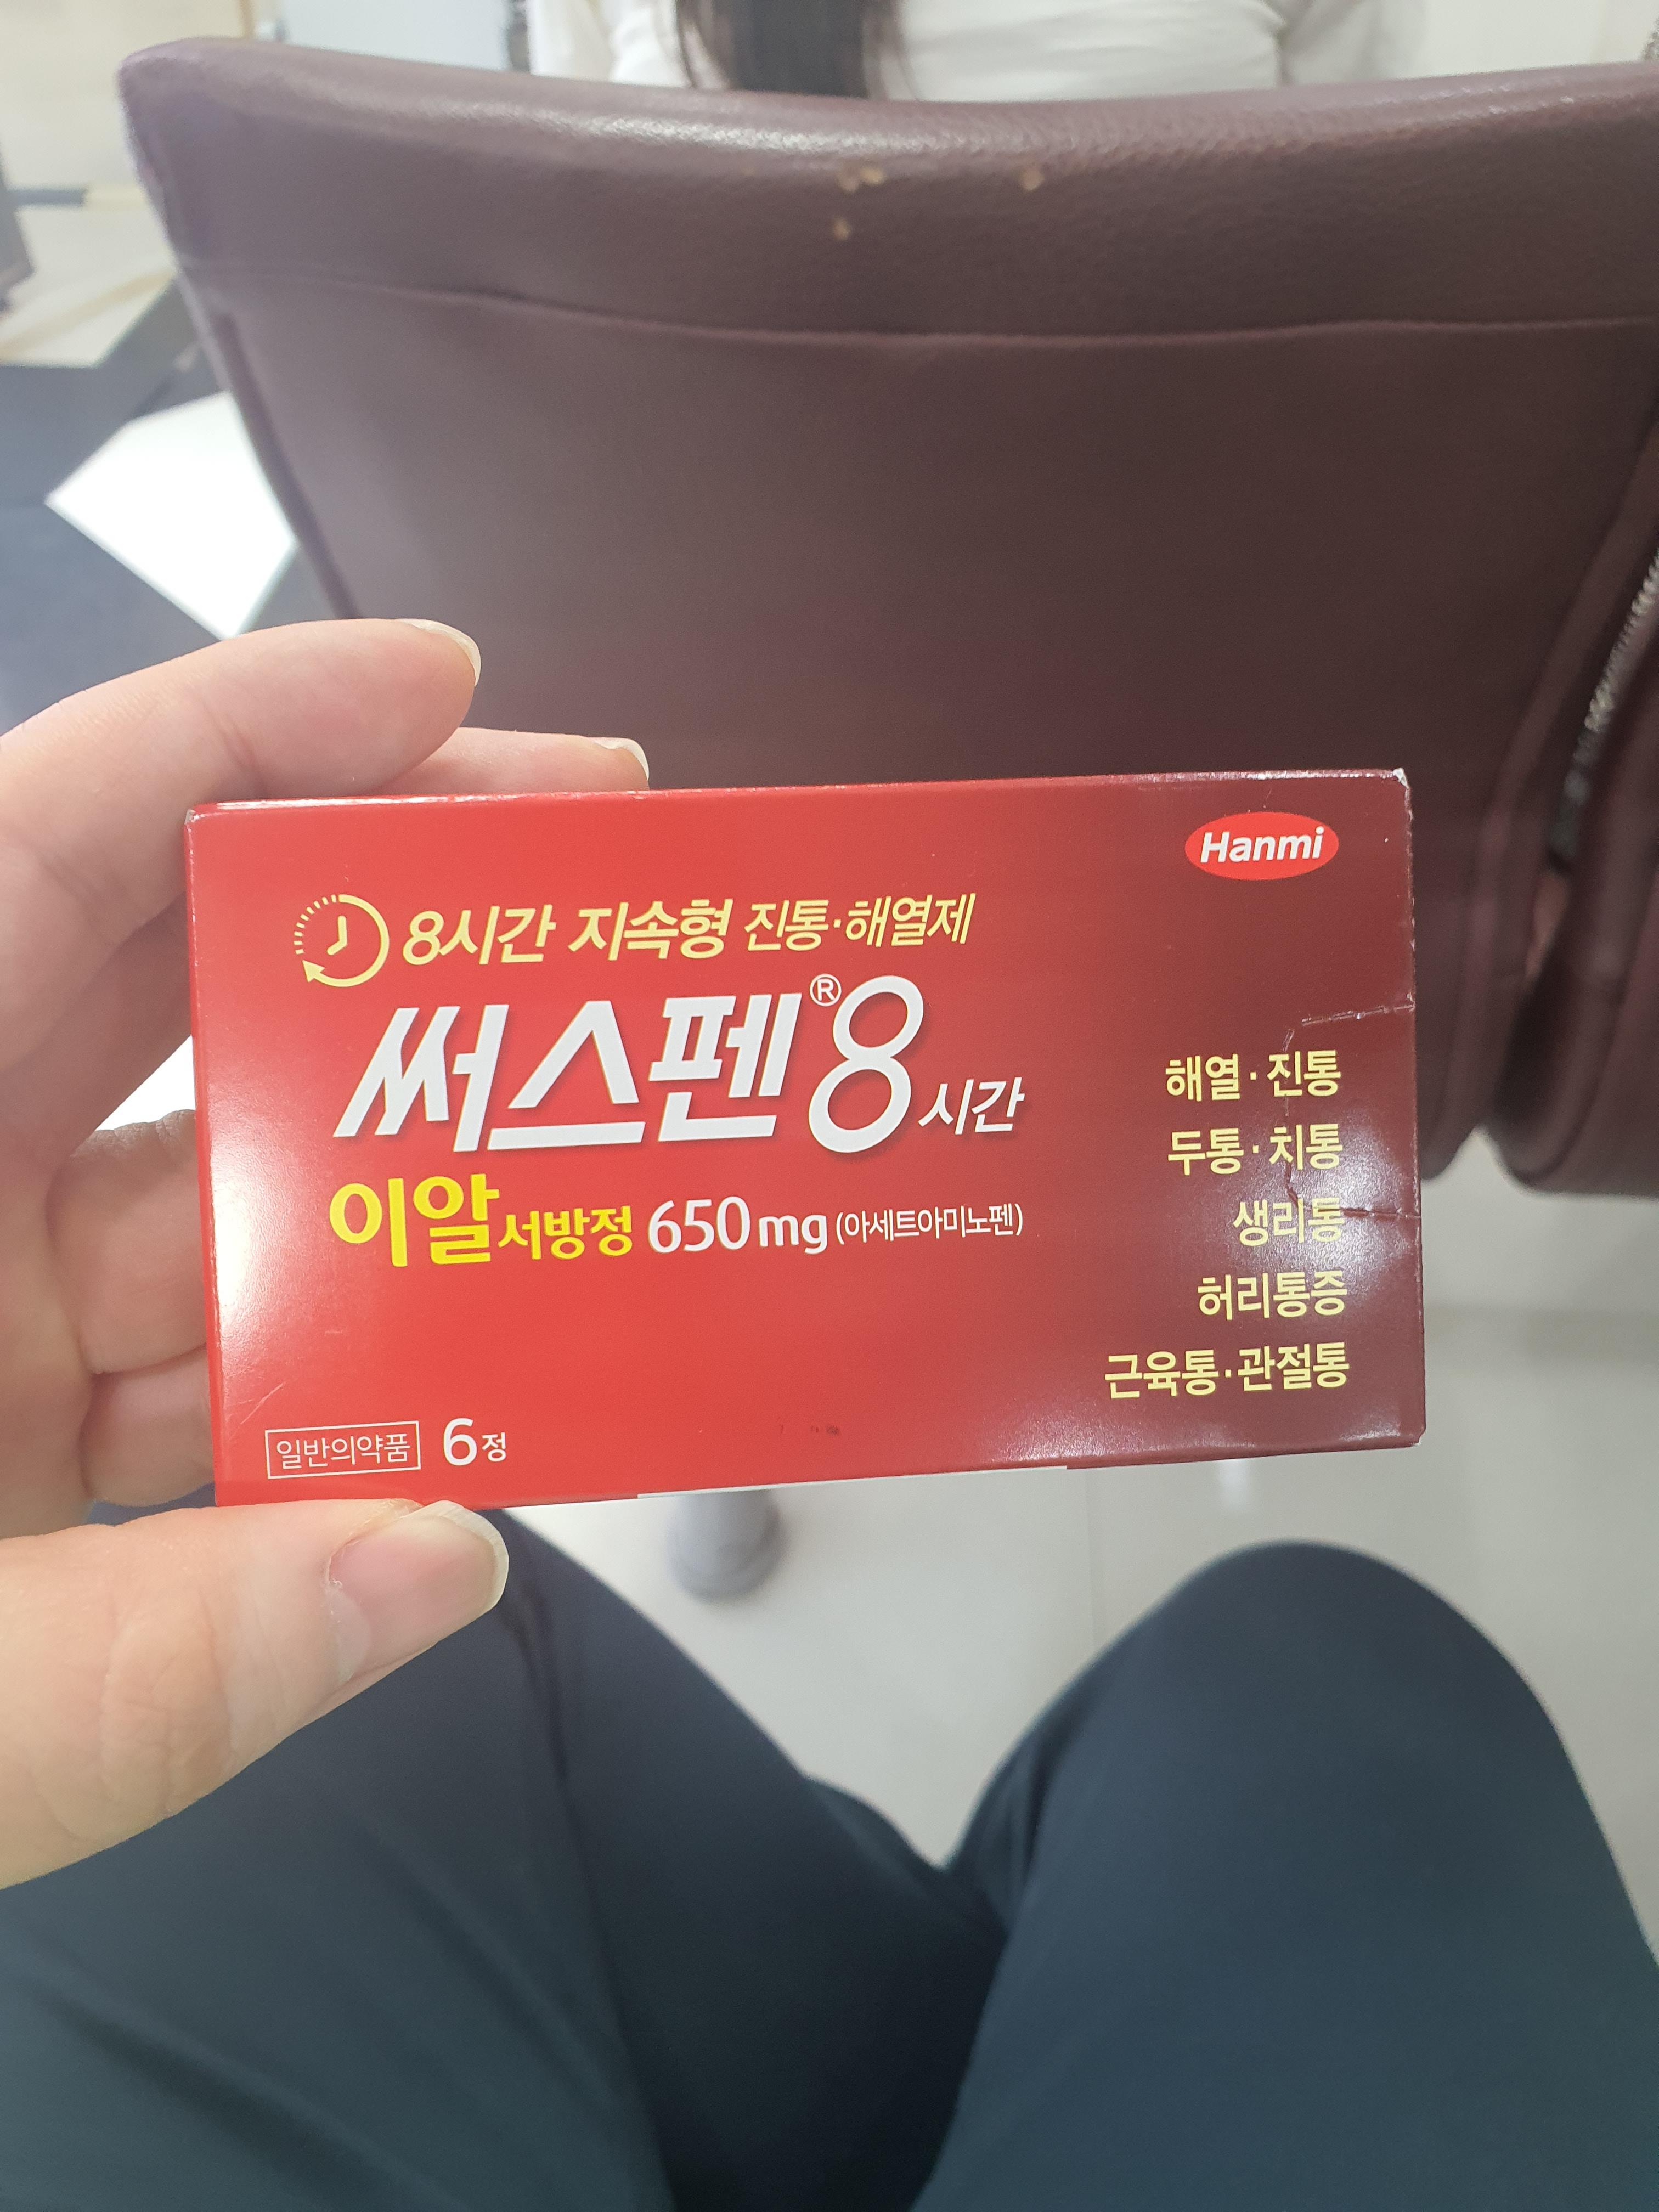 Hanmi
8시간 지속형 진통·해열제
써스펜®8시간
이알서방정 650mg (아세트아미노펜)
해열·진통
두통·치통
생리통
허리통증
근육통·관절통
일반의약품 6정